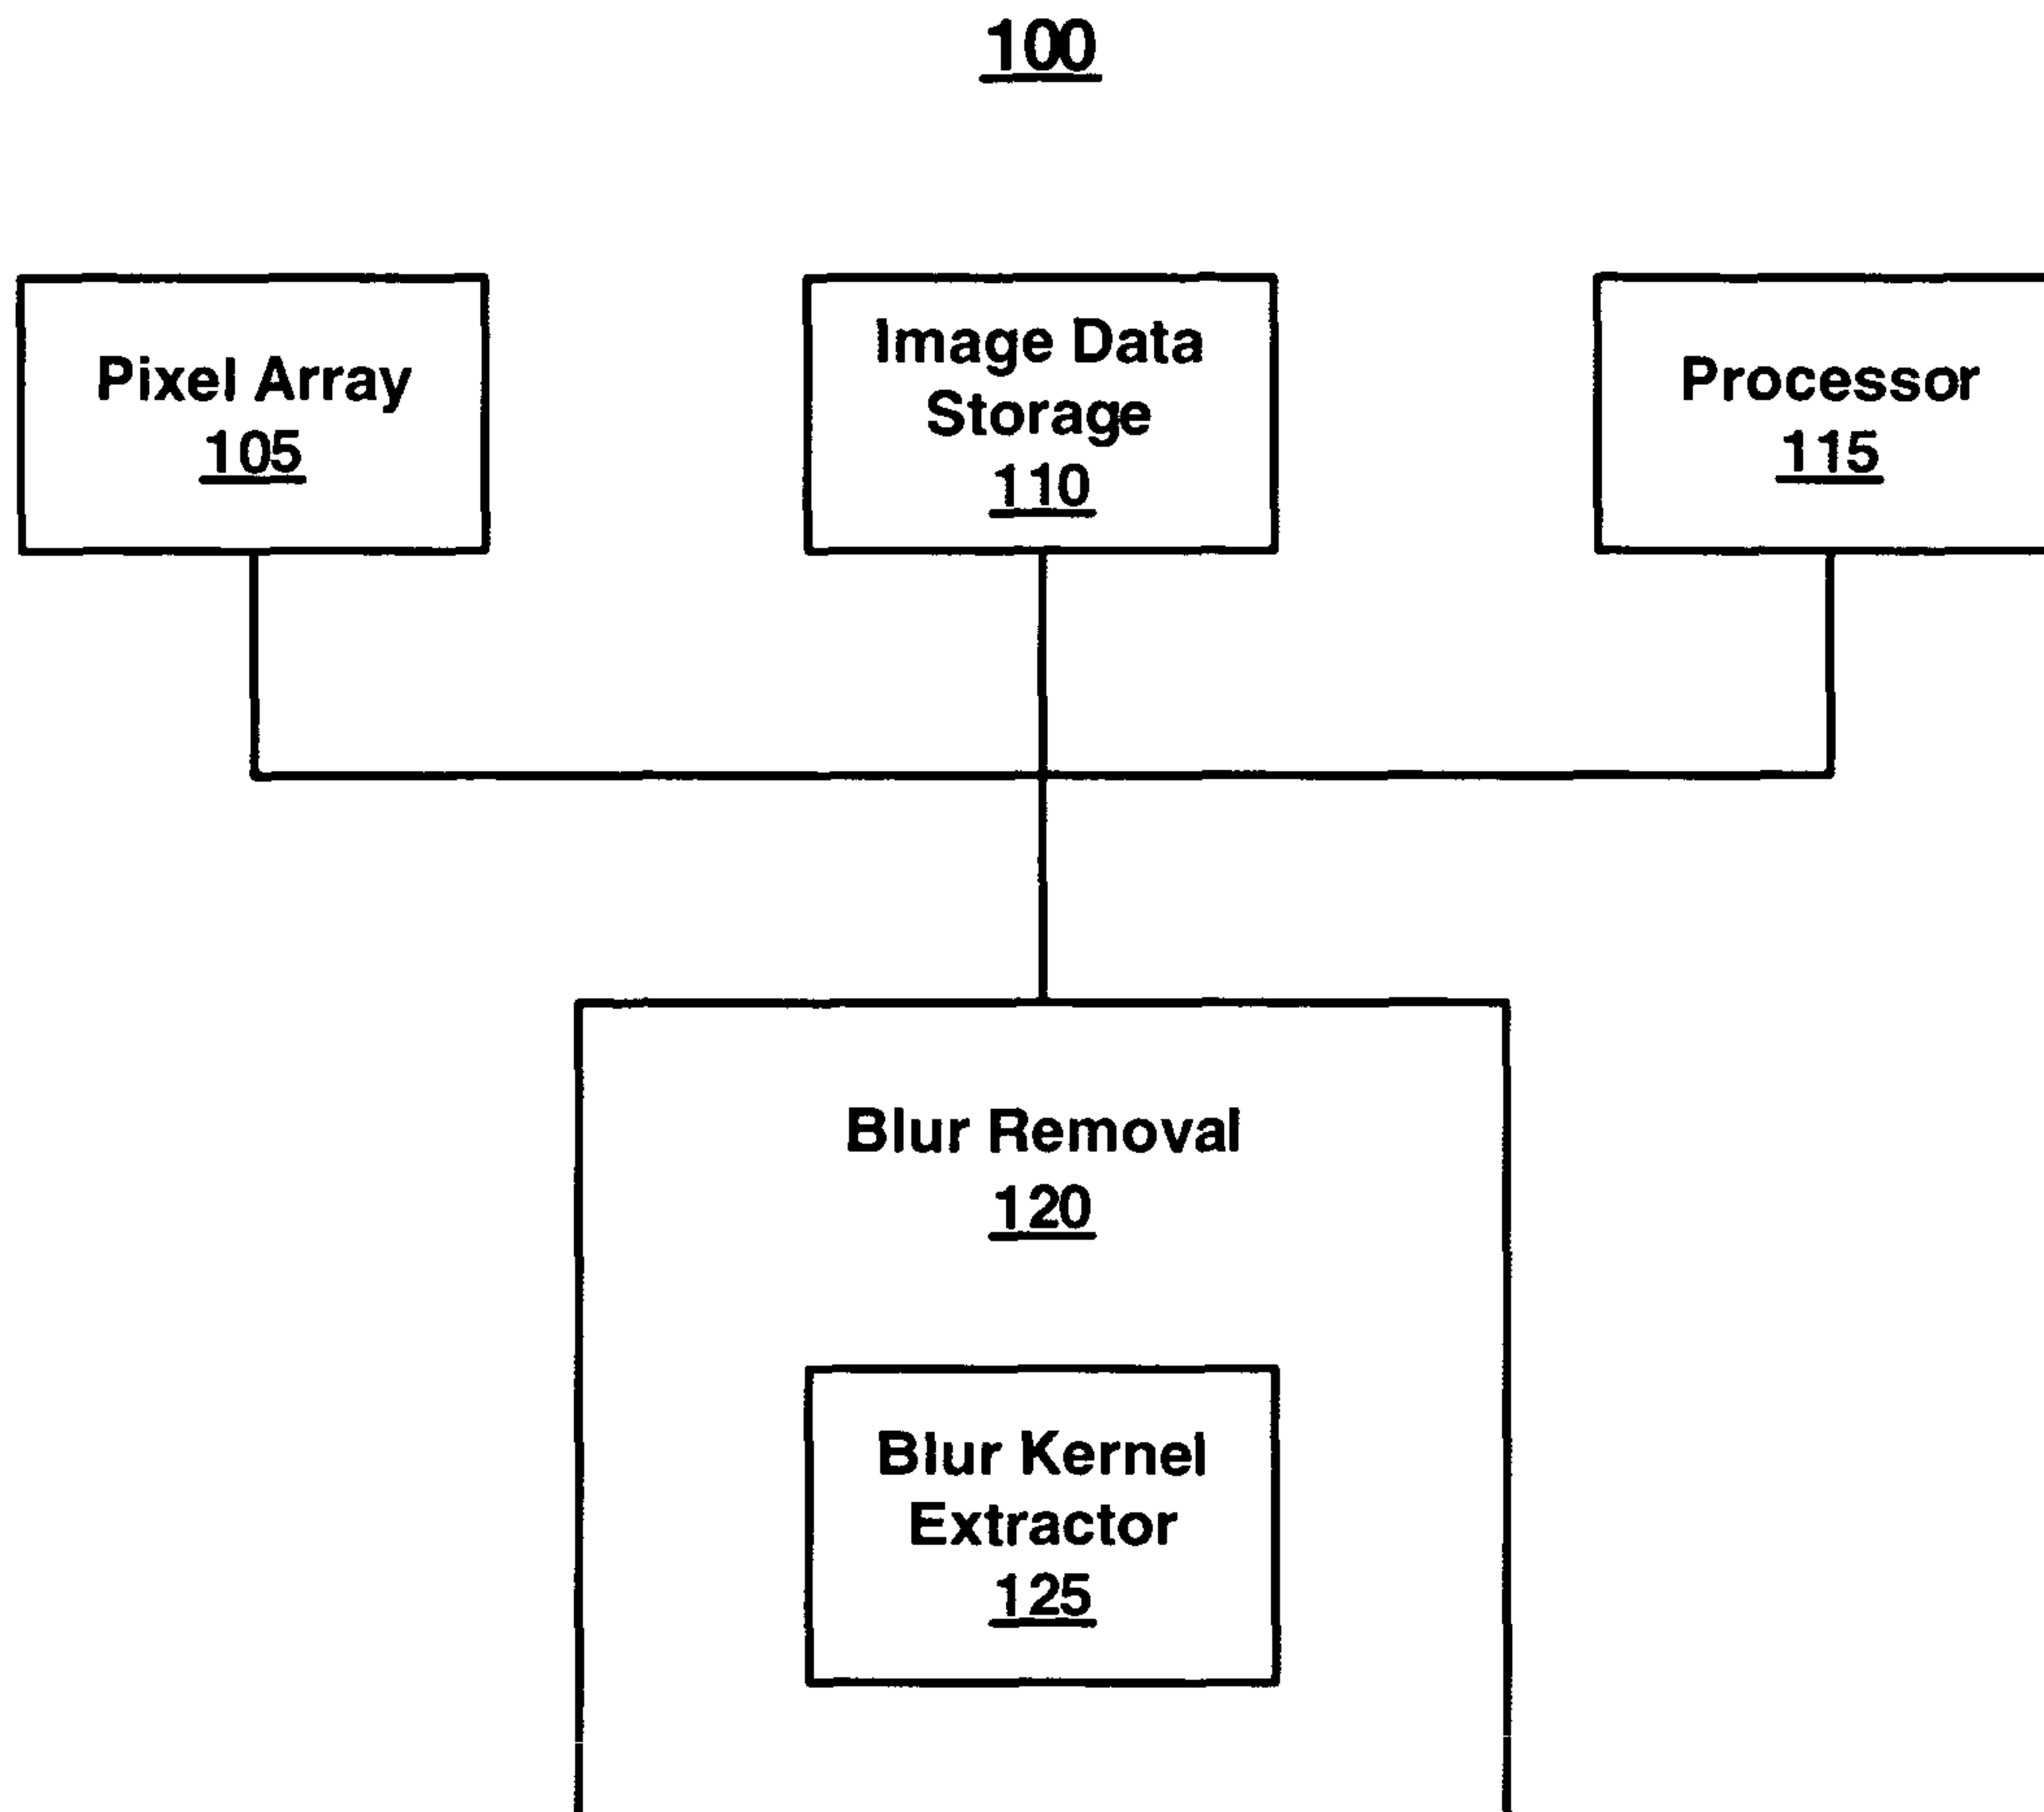 100
Pixel Array
105
Image Data
Storage
110
Processor
115
Blur Removal
120
Blur Kernel
Extractor
125